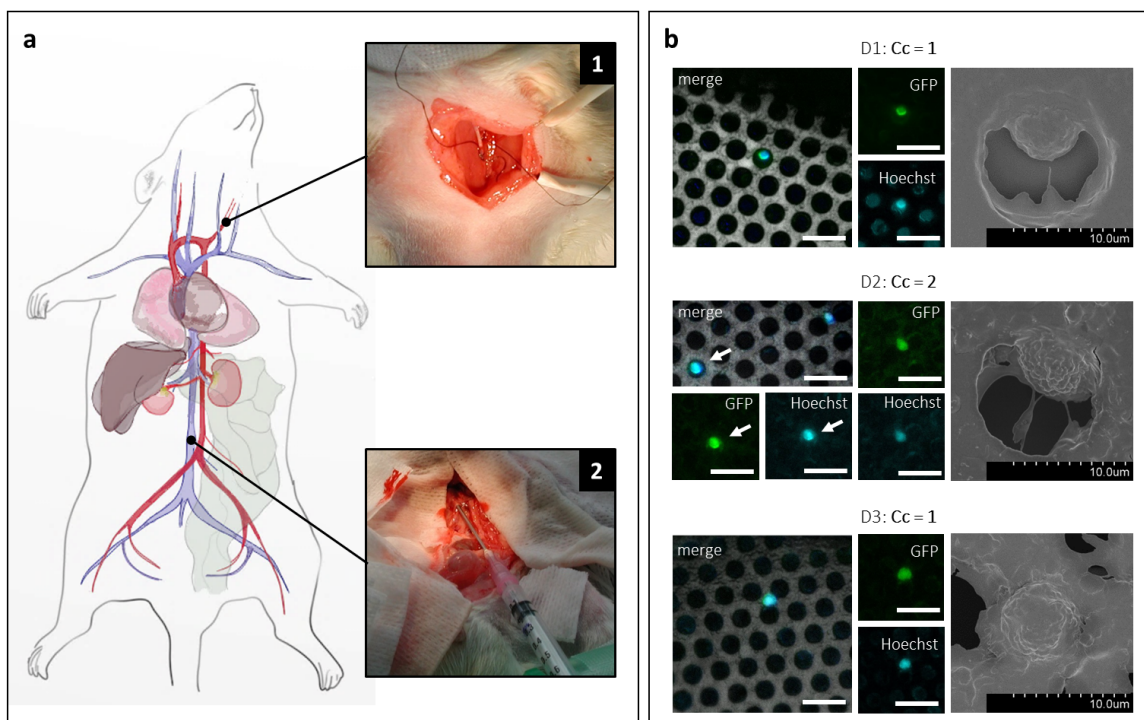 a
1
2
b
D1: Cc = 1
merge
GFP
Hoechst
10.0um
D2: Cc = 2
merge
GFP
GFP
Hoechst
Hoechst
10.0um
D3: Cc = 1
merge
GFP
Hoechst
10.0um